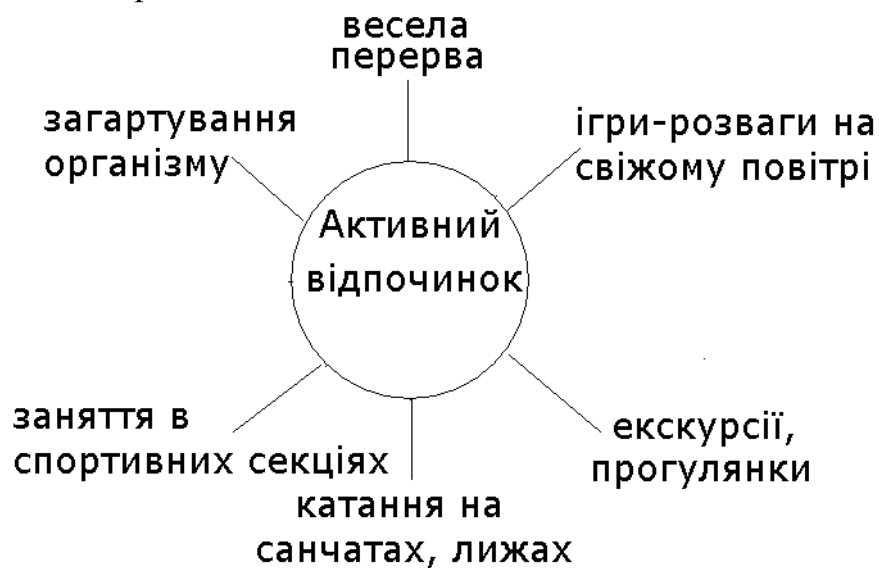 весела
перерва
загартування
організму
ігри-розваги на
свіжому повітрі
Активний
відпочинок
заняття в
спортивних секціях
екскурсії,
прогулянки
катання на
санчатах, лижах